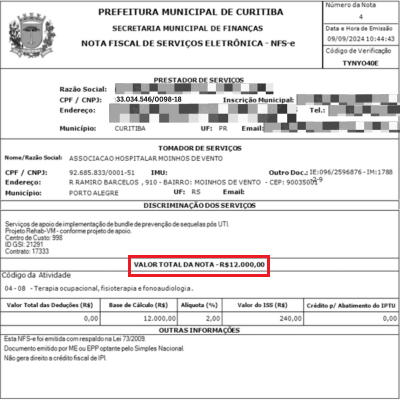 PREFEITURA MUNICIPAL DE CURITIBA
SECRETARIA MUNICIPAL DE FINANÇAS
NOTA FISCAL DE SERVIÇOS ELETRÔNICA - NFS-e
Número da Nota
4
Data e Hora de Emissão
09/09/2024 10:44:43
Código de Verificação
TYNYO40E
PRESTADOR DE SERVIÇOS
Razão Social:
CPF / CNPJ: 33.034.546/0098-18 Inscrição Municipal:
Endereço: Tel.:
Município: CURITIBA UF: PR Email:
TOMADOR DE SERVIÇOS
Nome/Razão Social: ASSOCIACAO HOSPITALAR MOINHOS DE VENTO
CPF / CNPJ: 92.685.833/0001-51 IMU: Outro Doc.: IE:096/2596876 - IM:1788
-2-9
Endereço: R.RAMIRO BARCELOS , 910 - BAIRRO: MOINHOS DE VENTO - CEP: 90035001
Município: PORTO ALEGRE UF: RS Email:
DISCRIMINAÇÃO DOS SERVIÇOS
Serviços de apoio de implementação de bundle de prevenção de sequelas pós UTI.
Projeto Rehab-VM - conforme projeto de apoio.
Centro de Custo: 998
ID GSI: 21291
Contrato: 17333
VALOR TOTAL DA NOTA - R$12.000,00
Código da Atividade
04 - 08 - Terapia ocupacional, fisioterapia e fonoaudiologia.
Valor Total das Deduções (R$) Base de Cálculo (R$) Alíquota (%) Valor do ISS (R$) Crédito p/ Abatimento do IPTU
0,00 12.000,00 2,00 240,00 0,00
OUTRAS INFORMAÇÕES
Esta NFS-e foi emitida com respaldo na Lei 73/2009.
Documento emitido por ME ou EPP optante pelo Simples Nacional.
Não gera direito a crédito fiscal de IPI.